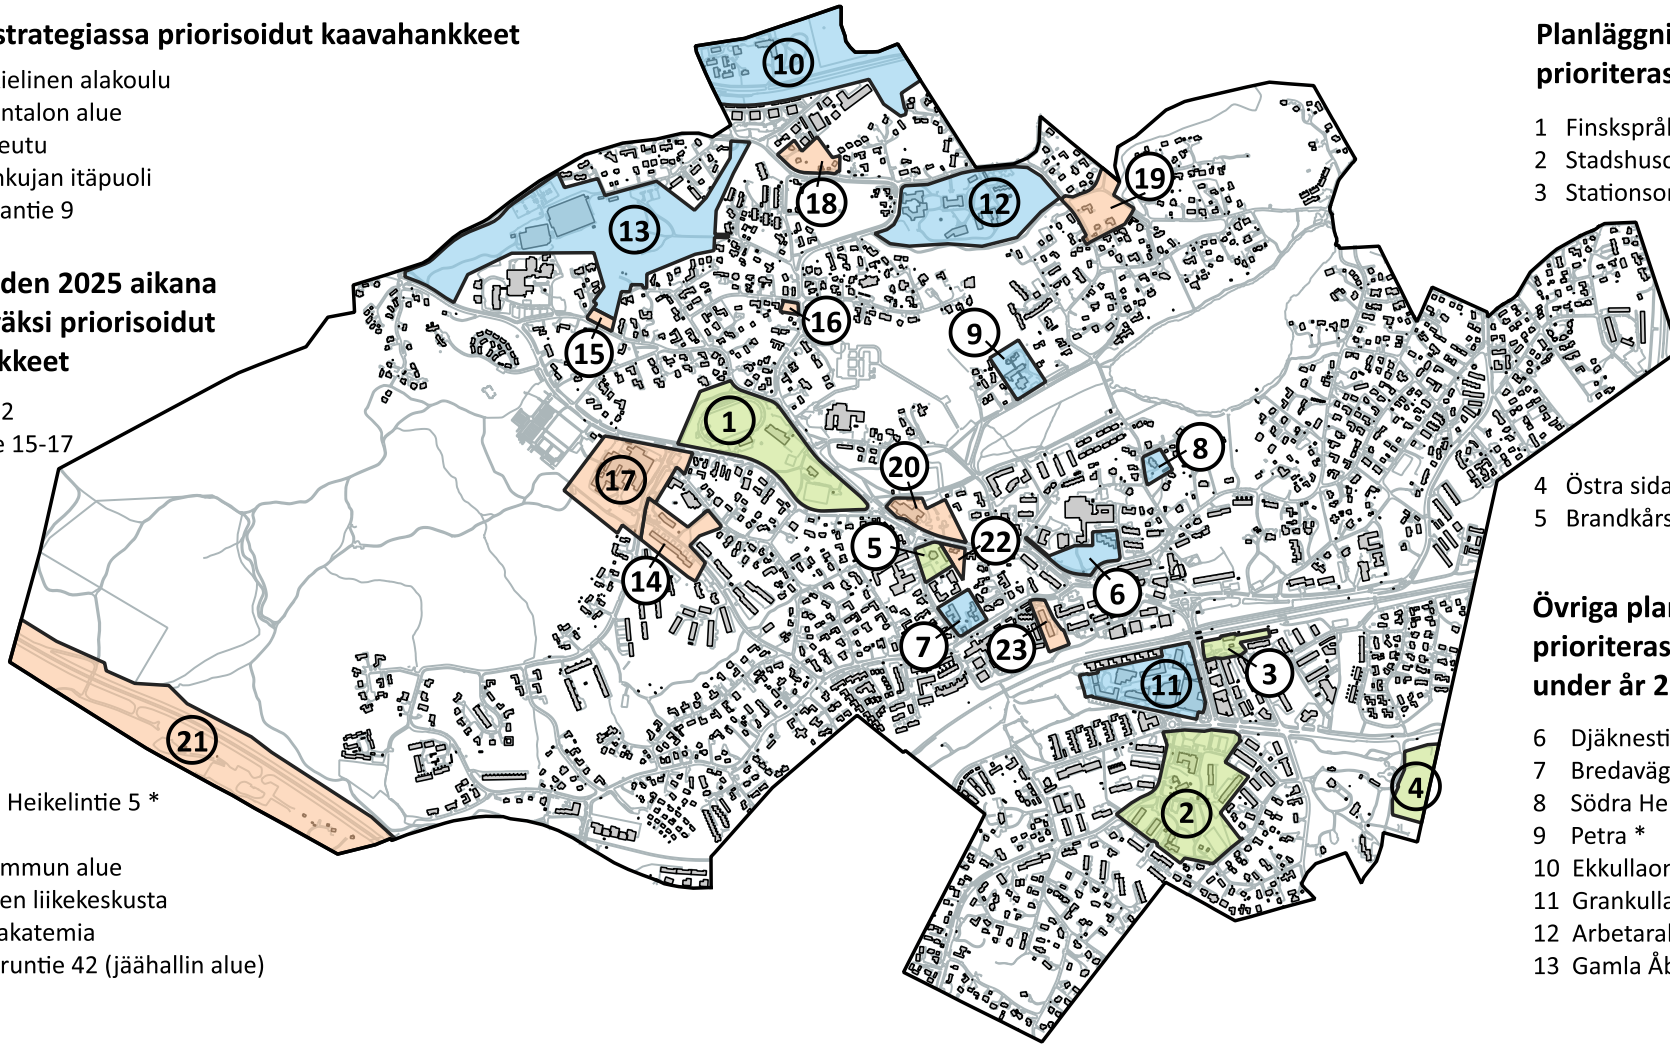 strategiassa priorisoidut kaavahankkeet
ielinen alakoulu
ntalon alue
eutu
nkujan itäpuoli
antie 9
den 2025 aikana
äksi priorisoidut
kkeet
2
e 15-17
Heikelintie 5 *
mmun alue
en liikekeskusta
akatemia
runtie 42 (jäähallin alue)
10
18
12
19
13
15
16
9
1
8
20
17
5
22
14
6
7
23
3
11
21
4
2
Planläggni
prioriteras
1 Finskspråk
2 Stadshuso
3 Stationsor
4 Östra sida
5 Brandkårs
Övriga plan
prioriteras
under år 2
6 Djäknesti
7 Bredaväg
8 Södra He
9 Petra *
10 Ekkullaor
11 Grankulla
12 Arbetaral
13 Gamla Åb